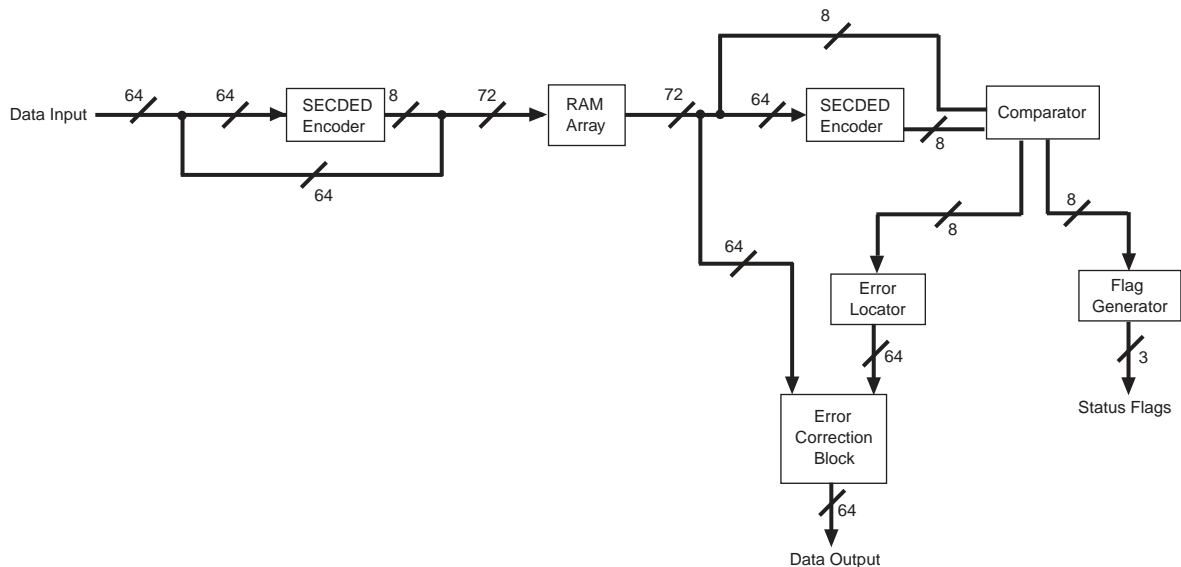 8
64
64
8
72
72
64
Data Input
SECDED
Encoder
RAM
Array
SECDED
Encoder
Comparator
8
64
8
8
64
Error
Locator
Flag
Generator
64
3
Status Flags
Error
Correction
Block
64
Data Output